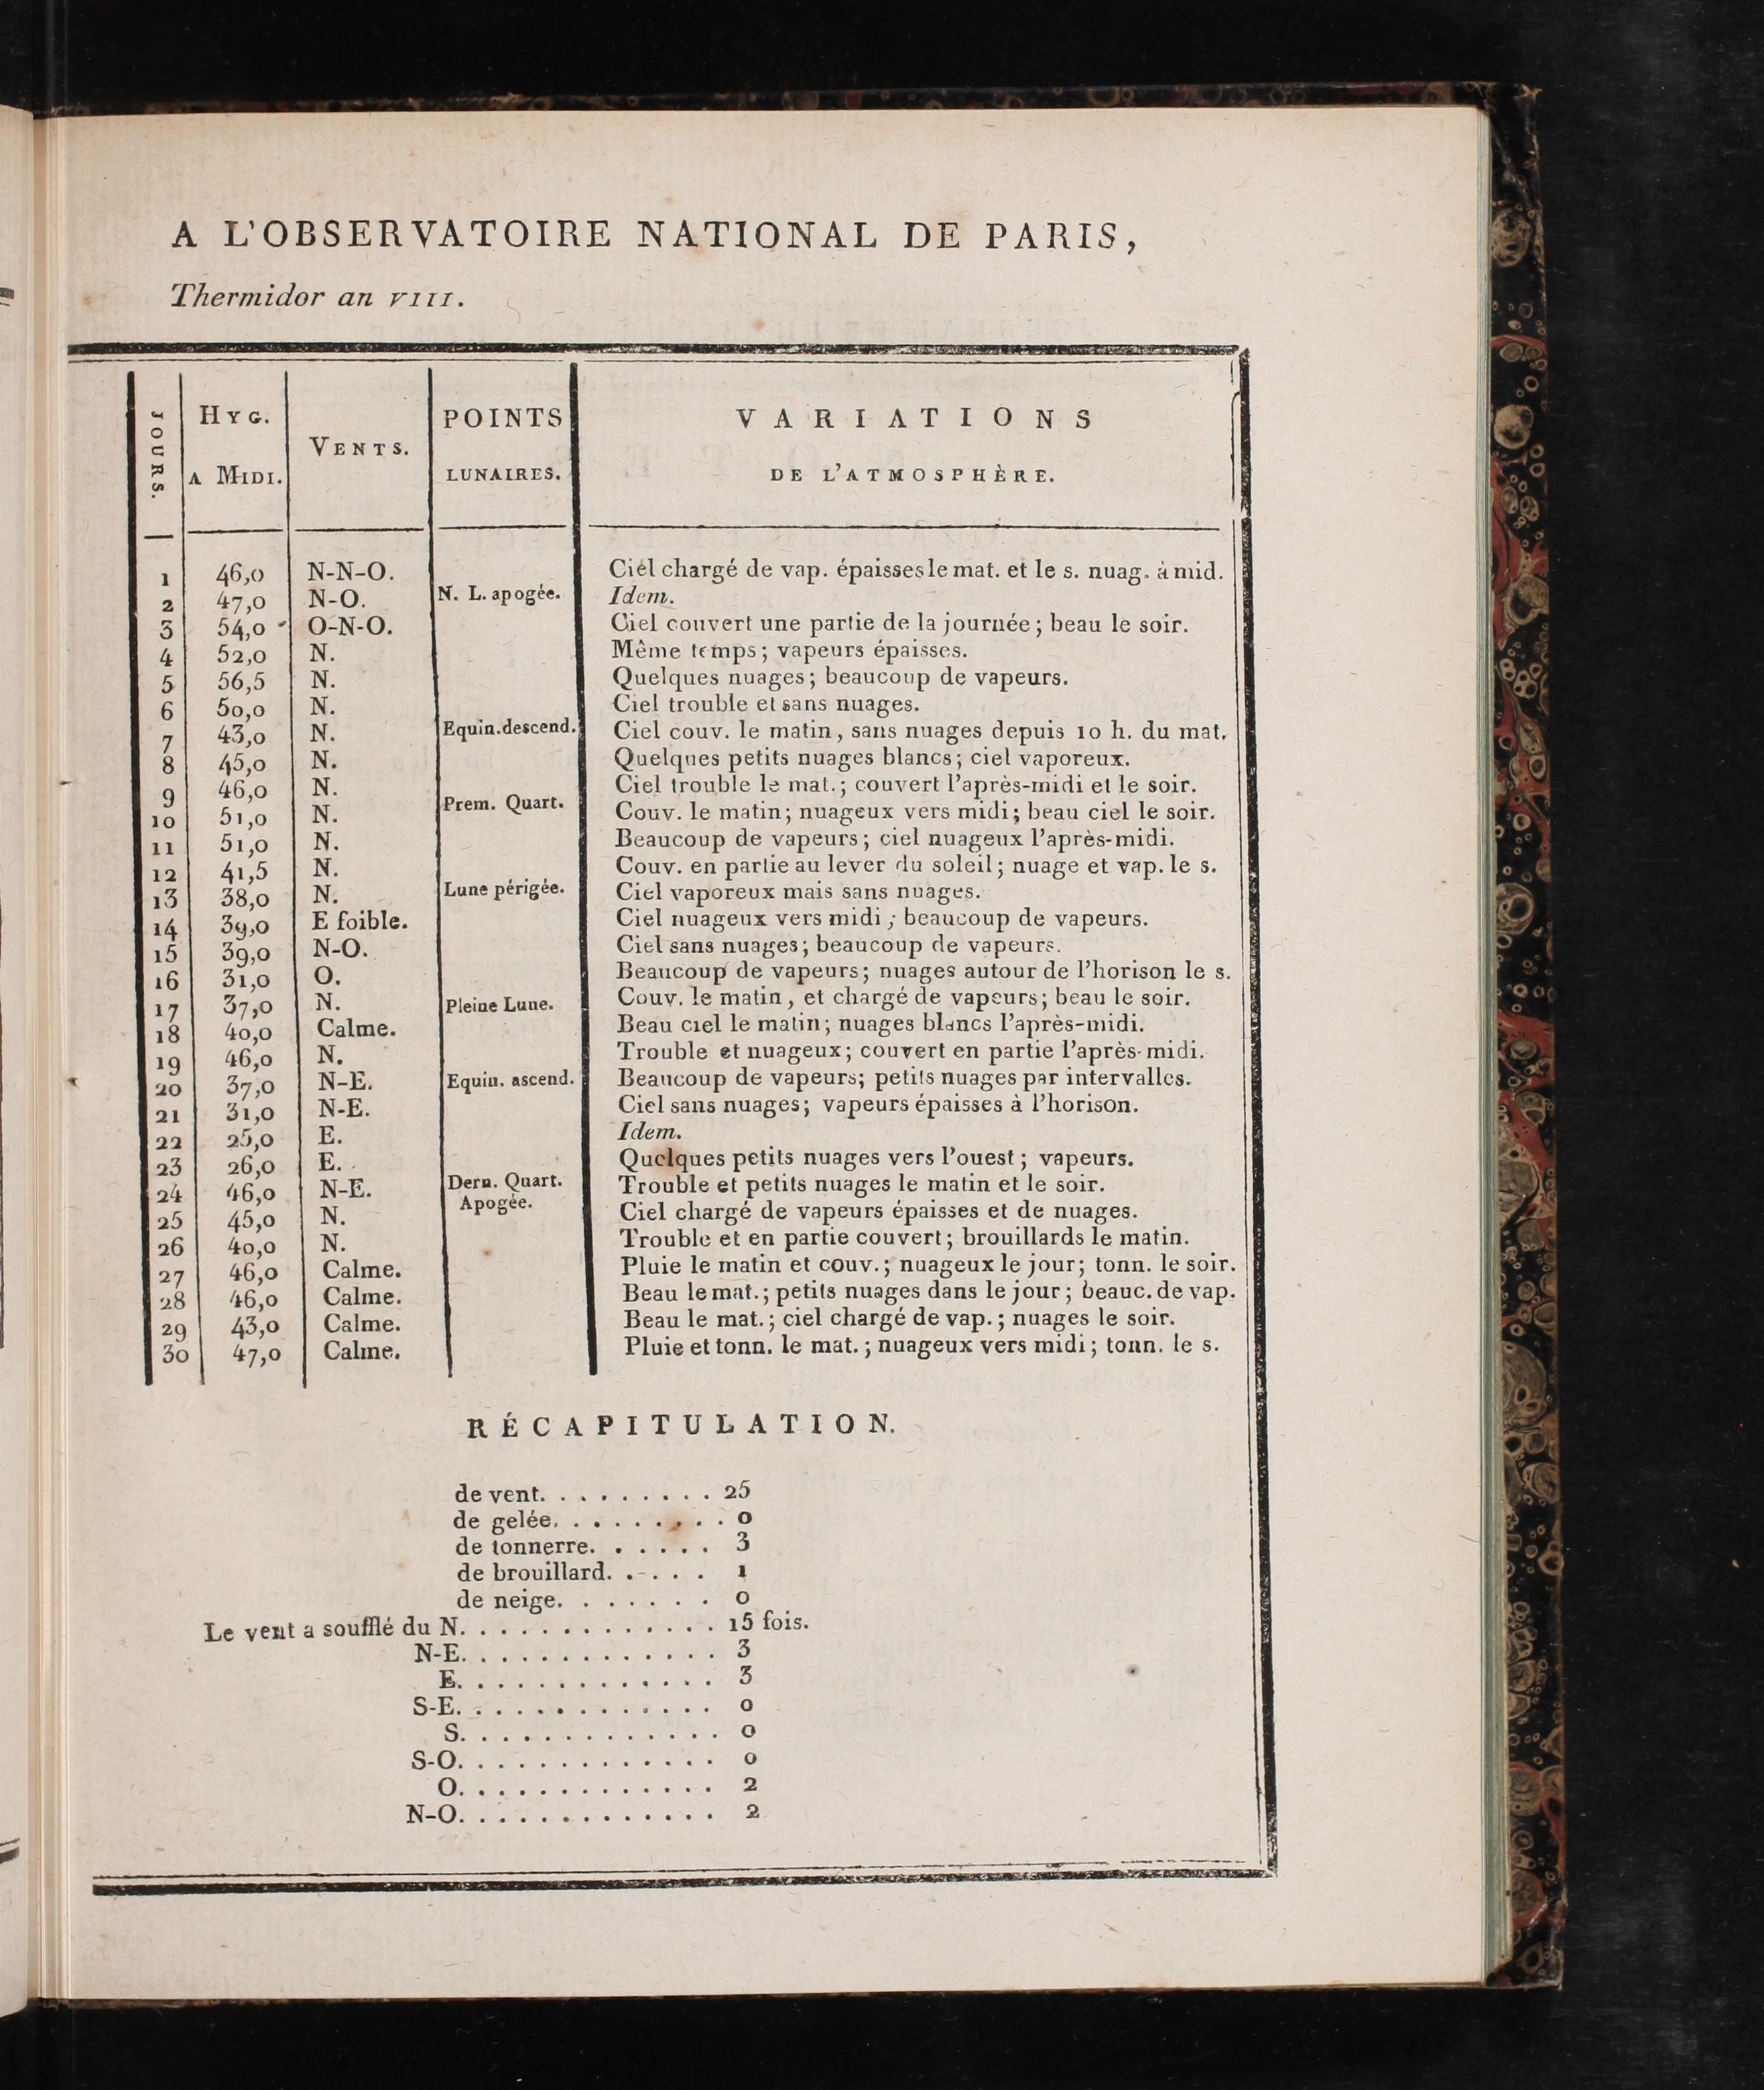 A L'OBSERVATOIRE NATIONAL DE PARIS,
Thermidor an VIII.
JOURS. HYG. A MIDI. VENTS. POINTS LUNAIRES. VARIATIONS DE L'ATMOSPHÈRE.
1 46,0 N-N-O. Ciel chargé de vap. épaisses le mat. et le s. nuag. à mid.
2 47,0 N-O. N. L. apogée. Idem.
3 54,0 O-N-O. Ciel couvert une partie de la journée; beau le soir.
4 52,0 N. Même temps; vapeurs épaisses.
5 56,5 N. Quelques nuages; beaucoup de vapeurs.
6 50,0 N. Ciel trouble et sans nuages.
7 43,0 N. Equin. descend. Ciel couv. le matin, sans nuages depuis 10 h. du mat.
8 45,0 N. Quelques petits nuages blancs; ciel vaporeux.
9 46,0 N. Ciel trouble le mat.; couvert l'après-midi et le soir.
10 51,0 N. Prem. Quart. Couv. le matin; nuageux vers midi; beau ciel le soir.
11 51,0 N. Beaucoup de vapeurs; ciel nuageux l'après-midi.
12 41,5 N. Couv. en partie au lever du soleil; nuage et vap. le s.
13 38,0 N. Lune périgée. Ciel vaporeux mais sans nuages.
14 39,0 E foible. Ciel nuageux vers midi; beaucoup de vapeurs.
15 39,0 N-O. Ciel sans nuages; beaucoup de vapeurs.
16 31,0 O. Beaucoup de vapeurs; nuages autour de l'horison le s.
17 37,0 N. Pleine Lune. Couv. le matin, et chargé de vapeurs; beau le soir.
18 40,0 Calme. Beau ciel le matin; nuages blancs l'après-midi.
19 46,0 N. Trouble et nuageux; couvert en partie l'après-midi.
20 37,0 N-E. Equin. ascend. Beaucoup de vapeurs; petits nuages par intervalles.
21 31,0 N-E. Ciel sans nuages; vapeurs épaisses à l'horison.
22 25,0 E. Idem.
23 26,0 E. Quelques petits nuages vers l'ouest; vapeurs.
24 46,0 N-E. Dern. Quart. Trouble et petits nuages le matin et le soir.
25 45,0 N. Apogée. Ciel chargé de vapeurs épaisses et de nuages.
26 40,0 N. Trouble et en partie couvert; brouillards le matin.
27 46,0 Calme. Pluie le matin et couv.; nuageux le jour; tonn. le soir.
28 46,0 Calme. Beau le mat.; petits nuages dans le jour; beauc. de vap.
29 43,0 Calme. Beau le mat.; ciel chargé de vap.; nuages le soir.
30 47,0 Calme. Pluie et tonn. le mat.; nuageux vers midi; tonn. le s.
RÉCAPITULATION.
de vent. . . . . . . . . 25
de gelée. . . . . . . . . 0
de tonnerre. . . . . . 3
de brouillard. . . . . 1
de neige. . . . . . . 0
Le vent a soufflé du N. . . . . . . . . . . . . 15 fois.
N-E. . . . . . . . . . . . . 3
E. . . . . . . . . . . . . 3
S-E. . . . . . . . . . . . . 0
S. . . . . . . . . . . . . 0
S-O. . . . . . . . . . . . . 0
O. . . . . . . . . . . . . 2
N-O. . . . . . . . . . . . . 2